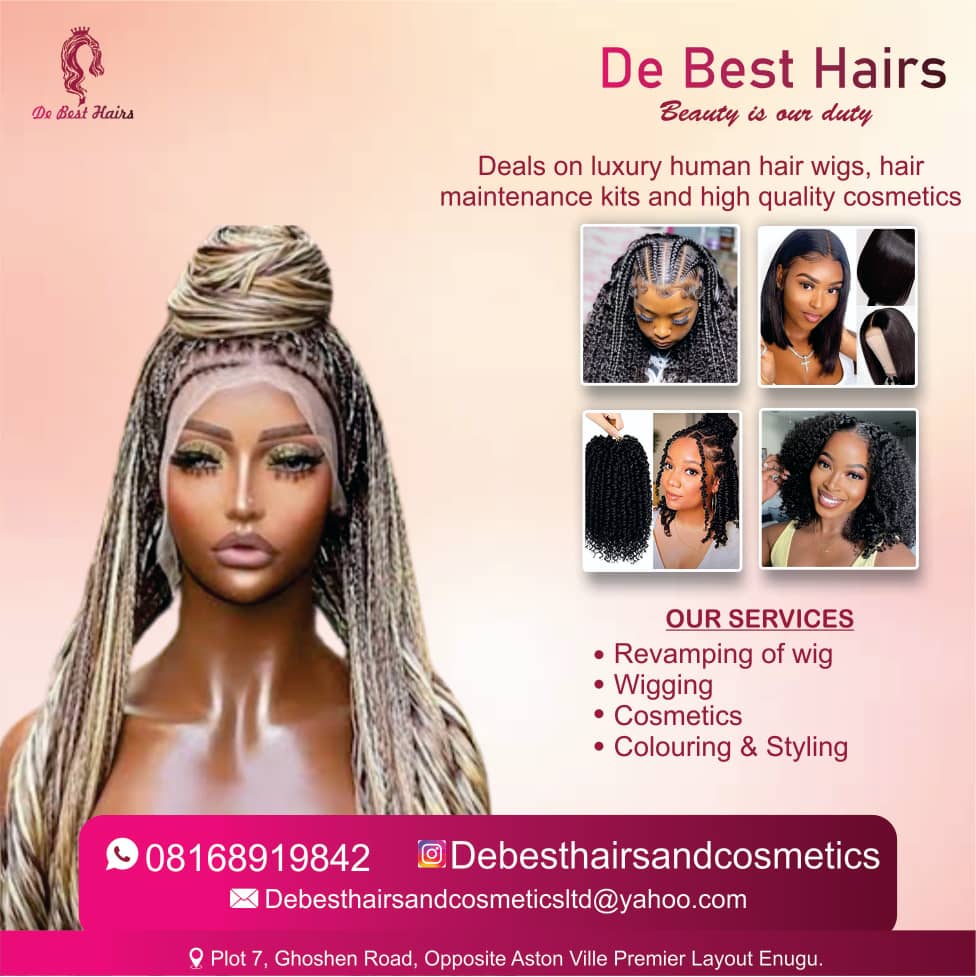 De Best Hairs
De Best Hairs
Beauty is our duty
Deals on luxury human hair wigs, hair
maintenance kits and high quality cosmetics
OUR SERVICES
• Revamping of wig
• Wigging
• Cosmetics
• Colouring & Styling
08168919842
Debesthairsandcosmetics
Debesthairsandcosmeticsltd@yahoo.com
Plot 7, Ghoshen Road, Opposite Aston Ville Premier Layout Enugu.